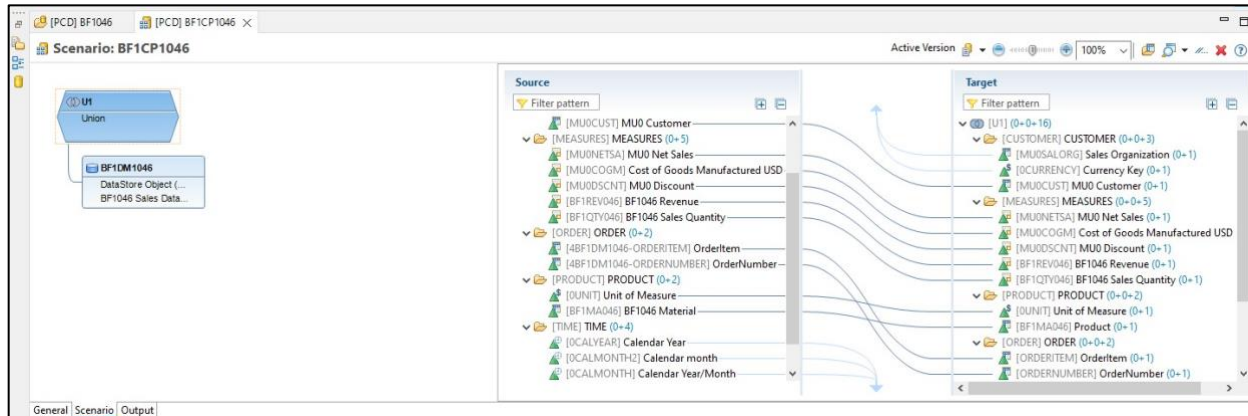 [PCD] BF1046 [PCD] BF1CP1046
Scenario: BF1CP1046 Active Version 100%
U1
Union
BF1DM1046
DataStore Object (...
BF1046 Sales Data...
Source
Filter pattern
[MU0CUST] MU0 Customer
[MEASURES] MEASURES (0+5)
[MU0NETSA] MU0 Net Sales
[MU0COGM] Cost of Goods Manufactured USD
[MU0DSCNT] MU0 Discount
[BF1REV046] BF1046 Revenue
[BF1QTY046] BF1046 Sales Quantity
[ORDER] ORDER (0+2)
[4BF1DM1046-ORDERITEM] OrderItem
[4BF1DM1046-ORDERNUMBER] OrderNumber
[PRODUCT] PRODUCT (0+2)
[0UNIT] Unit of Measure
[BF1MA046] BF1046 Material
[TIME] TIME (0+4)
[0CALYEAR] Calendar Year
[0CALMONTH2] Calendar month
[0CALMONTH] Calendar Year/Month
Target
Filter pattern
[U1] (0+0+16)
[CUSTOMER] CUSTOMER (0+0+3)
[MU0SALORG] Sales Organization (0+1)
[0CURRENCY] Currency Key (0+1)
[MU0CUST] MU0 Customer (0+1)
[MEASURES] MEASURES (0+0+5)
[MU0NETSA] MU0 Net Sales (0+1)
[MU0COGM] Cost of Goods Manufactured USD
[MU0DSCNT] MU0 Discount (0+1)
[BF1REV046] BF1046 Revenue (0+1)
[BF1QTY046] BF1046 Sales Quantity (0+1)
[PRODUCT] PRODUCT (0+0+2)
[0UNIT] Unit of Measure (0+1)
[BF1MA046] Product (0+1)
[ORDER] ORDER (0+0+2)
[ORDERITEM] OrderItem (0+1)
[ORDERNUMBER] OrderNumber (0+1)
General Scenario Output